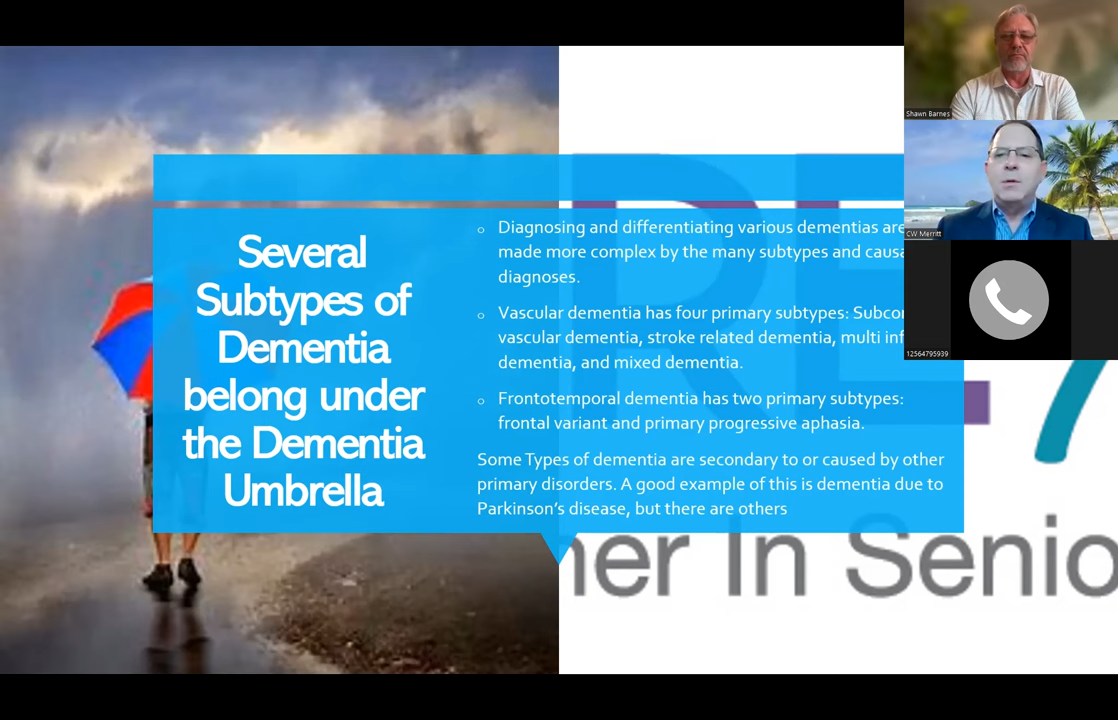 Several
Subtypes of
Dementia
belong under
the Dementia
Umbrella
Diagnosing and differentiating various dementias are
made more complex by the many subtypes and
diagnoses.
Vascular dementia has four primary subtypes:
vascular dementia, stroke related dementia, multi
dementia, and mixed dementia.
Frontotemporal dementia has two primary subtypes:
frontal variant and primary progressive aphasia.
Some Types of dementia are secondary to or caused by other
primary disorders. A good example of this is dementia due to
Parkinson's disease, but there are others
Shawn Barnes
CW Merritt
12564795939
In